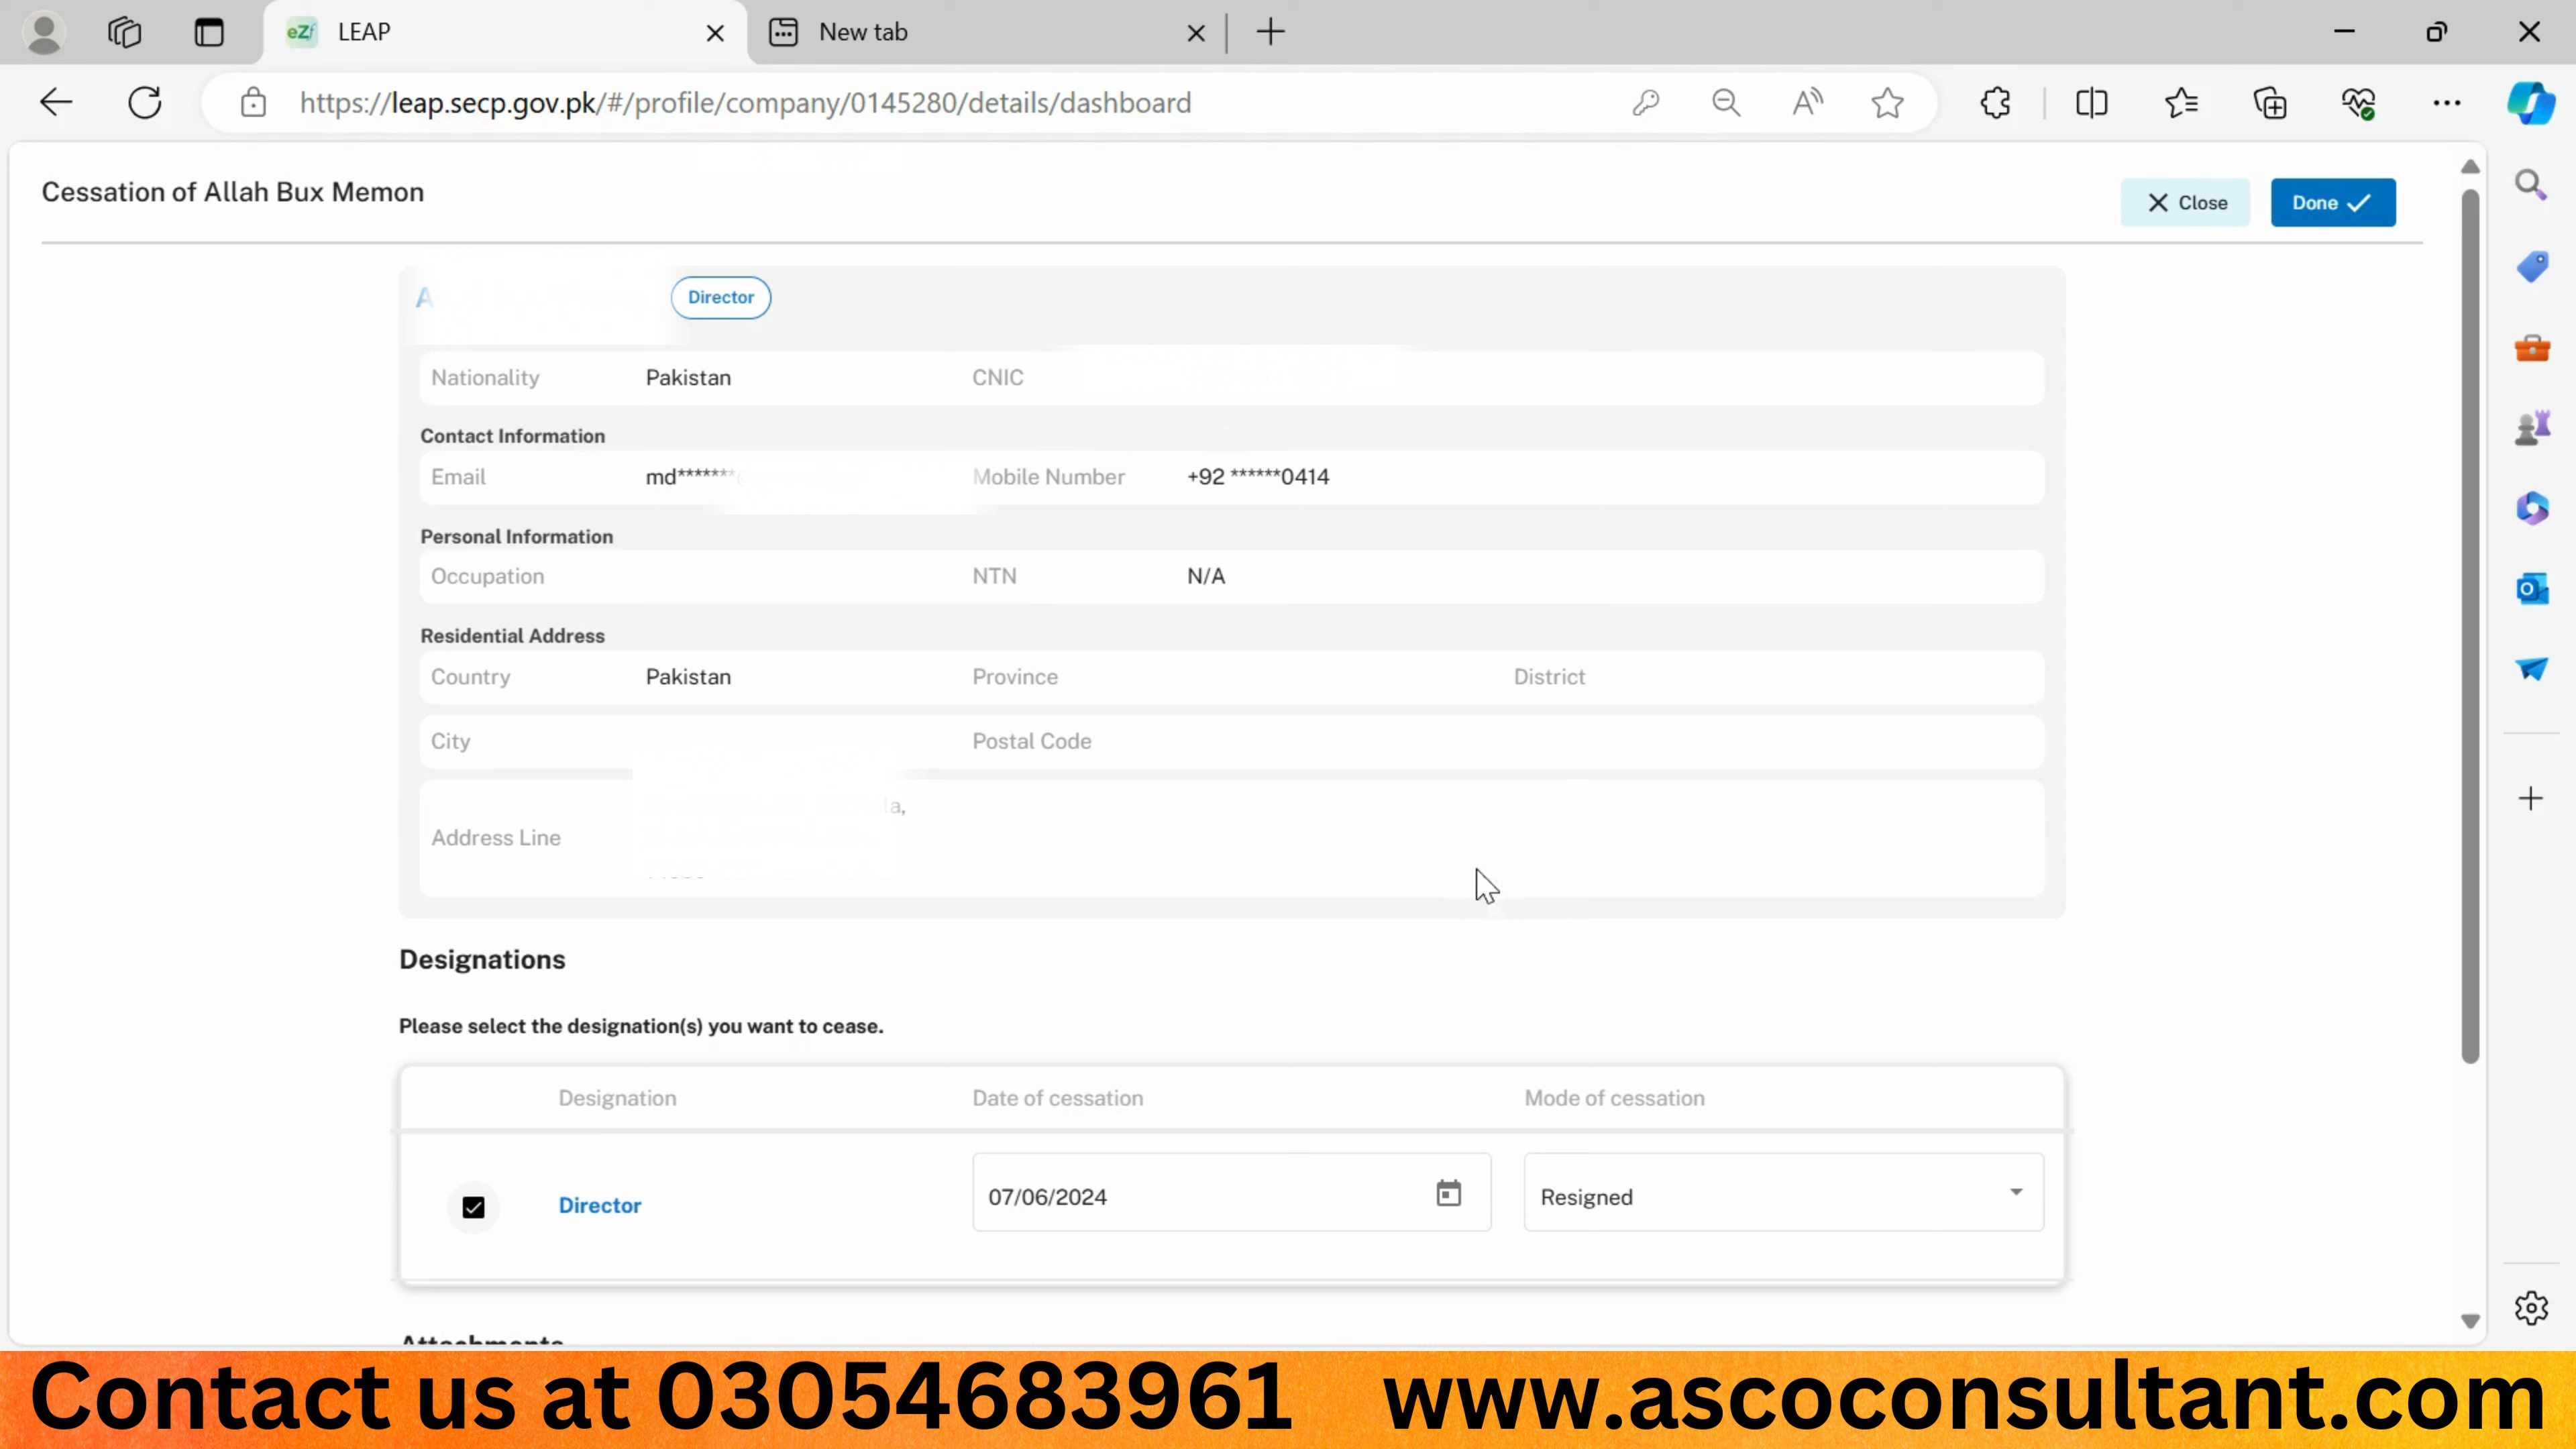 LEAP
New tab
https://leap.secp.gov.pk/#/profile/company/0145280/details/dashboard
Cessation of Allah Bux Memon
Close
Done
A
Director
Nationality Pakistan CNIC
Contact Information
Email md******* Mobile Number +92 ******0414
Personal Information
Occupation NTN N/A
Residential Address
Country Pakistan Province District
City Postal Code
la,
Address Line
Designations
Please select the designation(s) you want to cease.
Designation Date of cessation Mode of cessation
Director 07/06/2024 Resigned
Attachments
Contact us at 03054683961 www.ascoconsultant.com